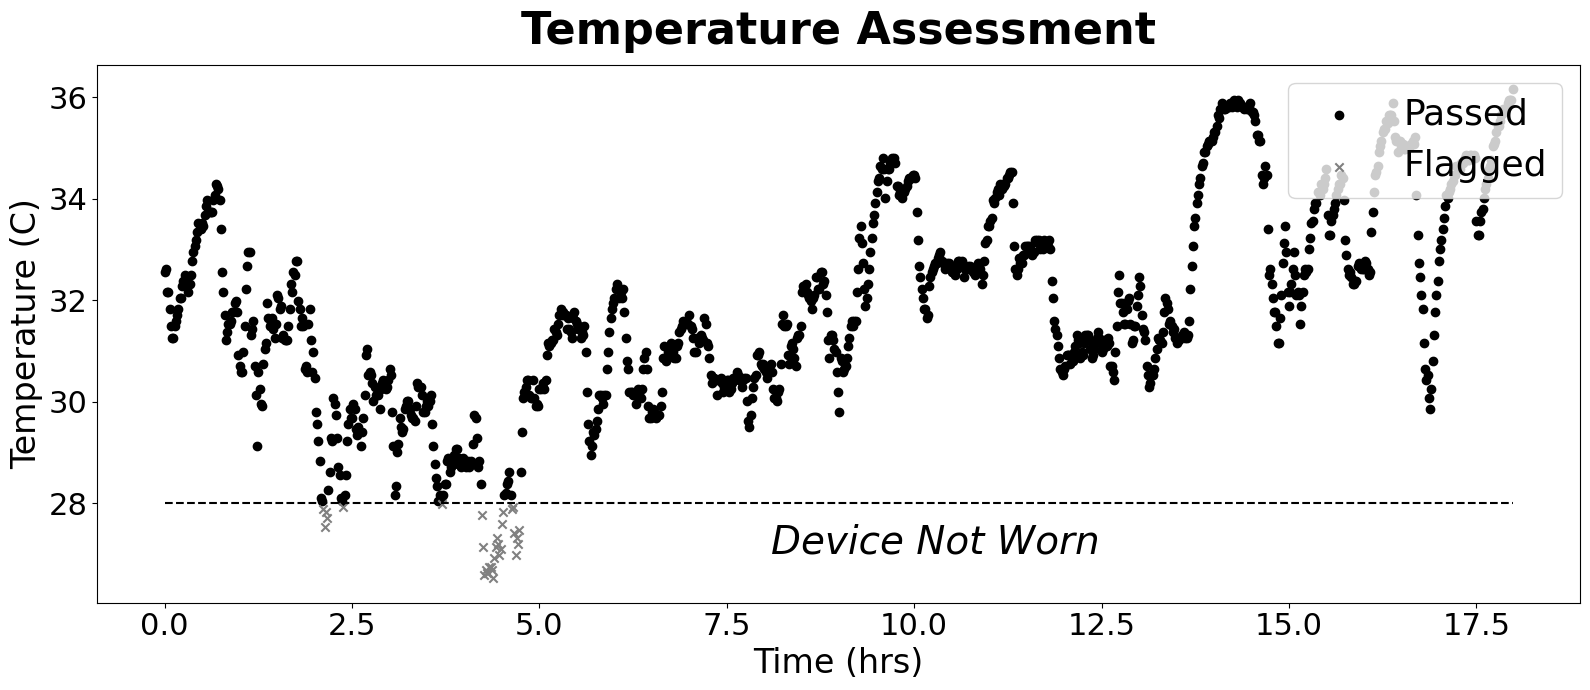 Temperature Assessment
Temperature (C)
36
34
32
30
28
Passed
Flagged
Device Not Worn
0.0 2.5 5.0 7.5 10.0 12.5 15.0 17.5
Time (hrs)